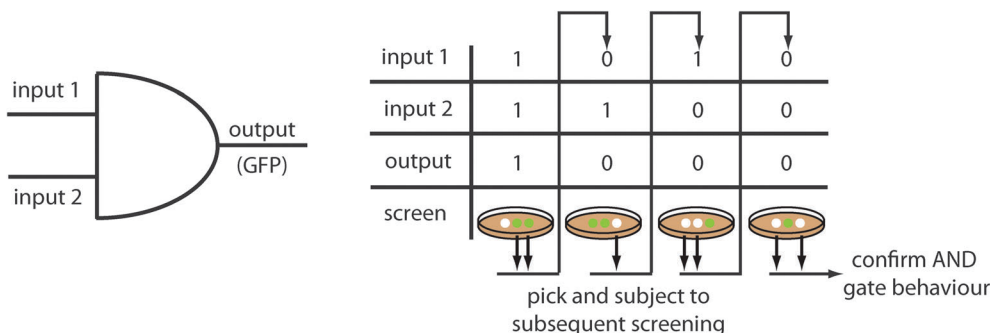 input 1
input 2
output
(GFP)
input 1 1 0 1 0
input 2 1 1 0 0
output 1 0 0 0
screen
pick and subject to
subsequent screening
confirm AND
gate behaviour